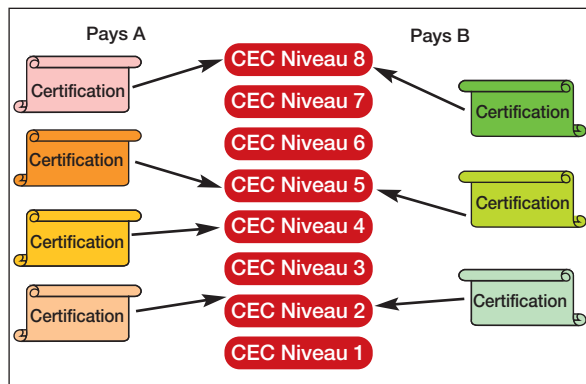 Pays A
Pays B
CEC Niveau 8
Certification
CEC Niveau 7
Certification
CEC Niveau 6
Certification
CEC Niveau 5
Certification
Certification
CEC Niveau 4
CEC Niveau 3
Certification
CEC Niveau 2
Certification
CEC Niveau 1